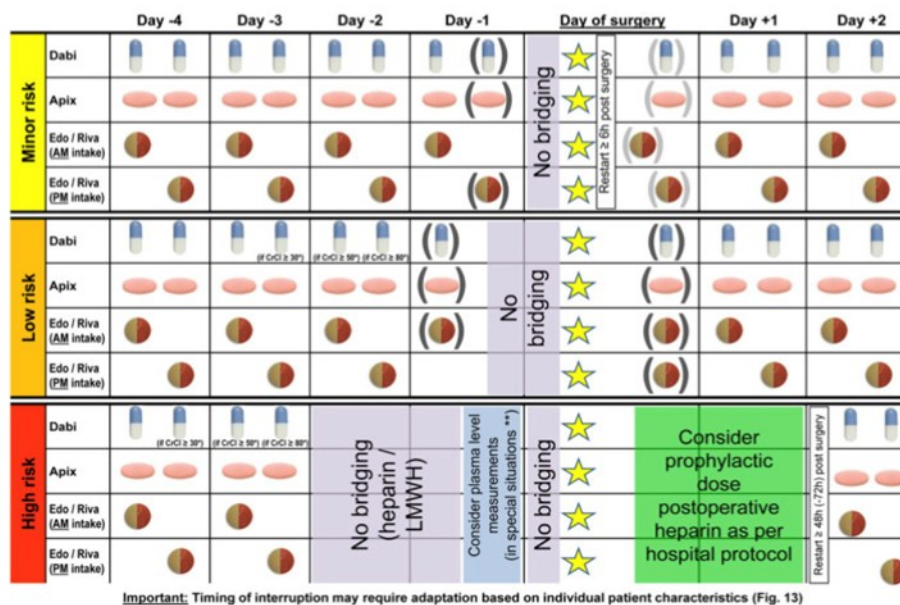 Day -4 Day -3 Day -2 Day -1 Day of surgery Day +1 Day +2
Minor risk
Dabi
Apix
Edo / Riva
(AM intake)
Edo / Riva
(PM intake)
No bridging
Restart ≥ 6h post surgery
Low risk
Dabi
(if CrCl ≥ 30*) (if CrCl ≥ 50*) (if CrCl ≥ 80*)
Apix
Edo / Riva
(AM intake)
Edo / Riva
(PM intake)
No
bridging
High risk
Dabi
(if CrCl ≥ 30*) (if CrCl ≥ 50*) (if CrCl ≥ 80*)
Apix
Edo / Riva
(AM intake)
Edo / Riva
(PM intake)
No bridging
(heparin /
LMWH)
Consider plasma level
measurements
(in special situations **)
No bridging
Consider
prophylactic
dose
postoperative
heparin as per
hospital protocol
Restart ≥ 48h (-72h) post surgery
Important: Timing of interruption may require adaptation based on individual patient characteristics (Fig. 13)